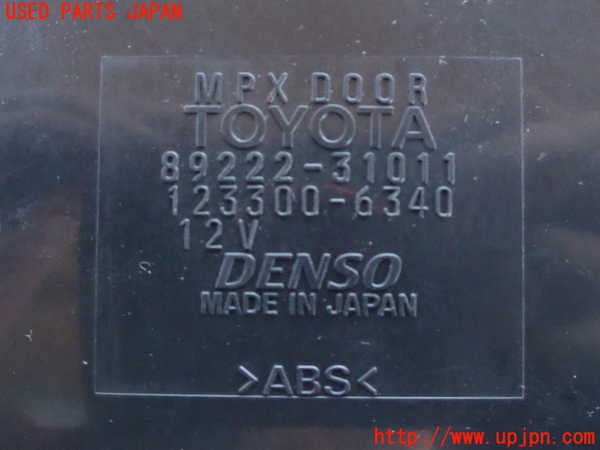 USED PARTS JAPAN
MPX DOOR
TOYOTA
89222-31011
123300-6340
12V
DENSO
MADE IN JAPAN
>ABS<
http://www.upjpn.com/